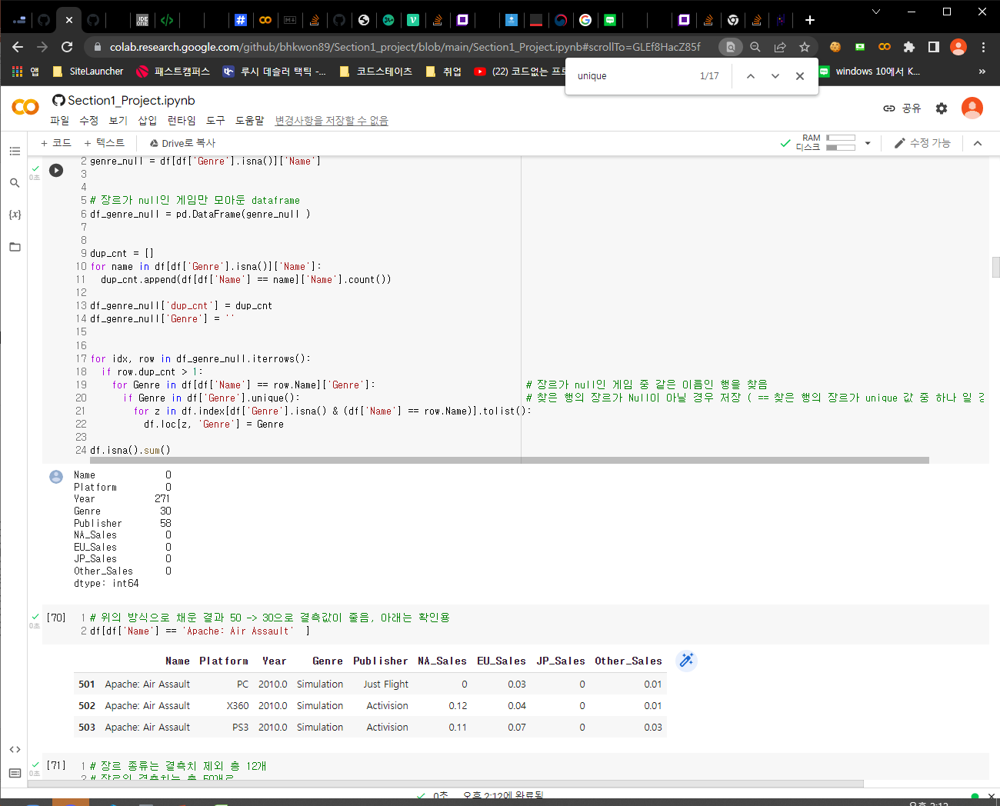 IDE
ONE
colab.research.google.com/github/bhkwon89/Section1_project/blob/main/Section1_Project.ipynb#scrollTo=GLEf8HacZ85f
앱
SiteLauncher
패스트캠퍼스
루시 데슬러 택틱 -...
코드스테이츠
취업
(22) 코드없는 프로
windows 10에서 K...
»
unique
1/17
Section1_Project.ipynb
파일 수정 보기 삽입 런타임 도구 도움말 변경사항을 저장할 수 없음
공유
+ 코드 + 텍스트
Drive로 복사
RAM
디스크
수정 가능
0초
2 genre_null = df[df['Genre'].isna()]['Name']
3
4
5 # 장르가 null인 게임만 모아둔 dataframe
6 df_genre_null = pd.DataFrame(genre_null )
7
8
9 dup_cnt = []
10 for name in df[df['Genre'].isna()]['Name']:
11 dup_cnt.append(df[df['Name'] == name]['Name'].count())
12
13 df_genre_null['dup_cnt'] = dup_cnt
14 df_genre_null['Genre'] = ''
15
16
17 for idx, row in df_genre_null.iterrows():
18 if row.dup_cnt > 1:
19 for Genre in df[df['Name'] == row.Name]['Genre']: # 장르가 null인 게임 중 같은 이름인 행을 찾음
20 if Genre in df['Genre'].unique(): # 찾은 행의 장르가 Null이 아닐 경우 저장 ( == 찾은 행의 장르가 unique 값 중 하나 일
21 for z in df.index[df['Genre'].isna() & (df['Name'] == row.Name)].tolist():
22 df.loc[z, 'Genre'] = Genre
23
24 df.isna().sum()
Name 0
Platform 0
Year 271
Genre 30
Publisher 58
NA_Sales 0
EU_Sales 0
JP_Sales 0
Other_Sales 0
dtype: int64
[70]
0초
1 # 위의 방식으로 채운 결과 50 -> 30으로 결측값이 줄음, 아래는 확인용
2 df[df['Name'] == 'Apache: Air Assault' ]
Name Platform Year Genre Publisher NA_Sales EU_Sales JP_Sales Other_Sales
501 Apache: Air Assault PC 2010.0 Simulation Just Flight 0 0.03 0 0.01
502 Apache: Air Assault X360 2010.0 Simulation Activision 0.12 0.04 0 0.01
503 Apache: Air Assault PS3 2010.0 Simulation Activision 0.11 0.07 0 0.03
[71]
0초
1 # 장르 종류는 결측치 제외 총 12개
2 # 장르의 결측치는 총 50개로
0초 오후 2:12에 완료됨
오후 2:12